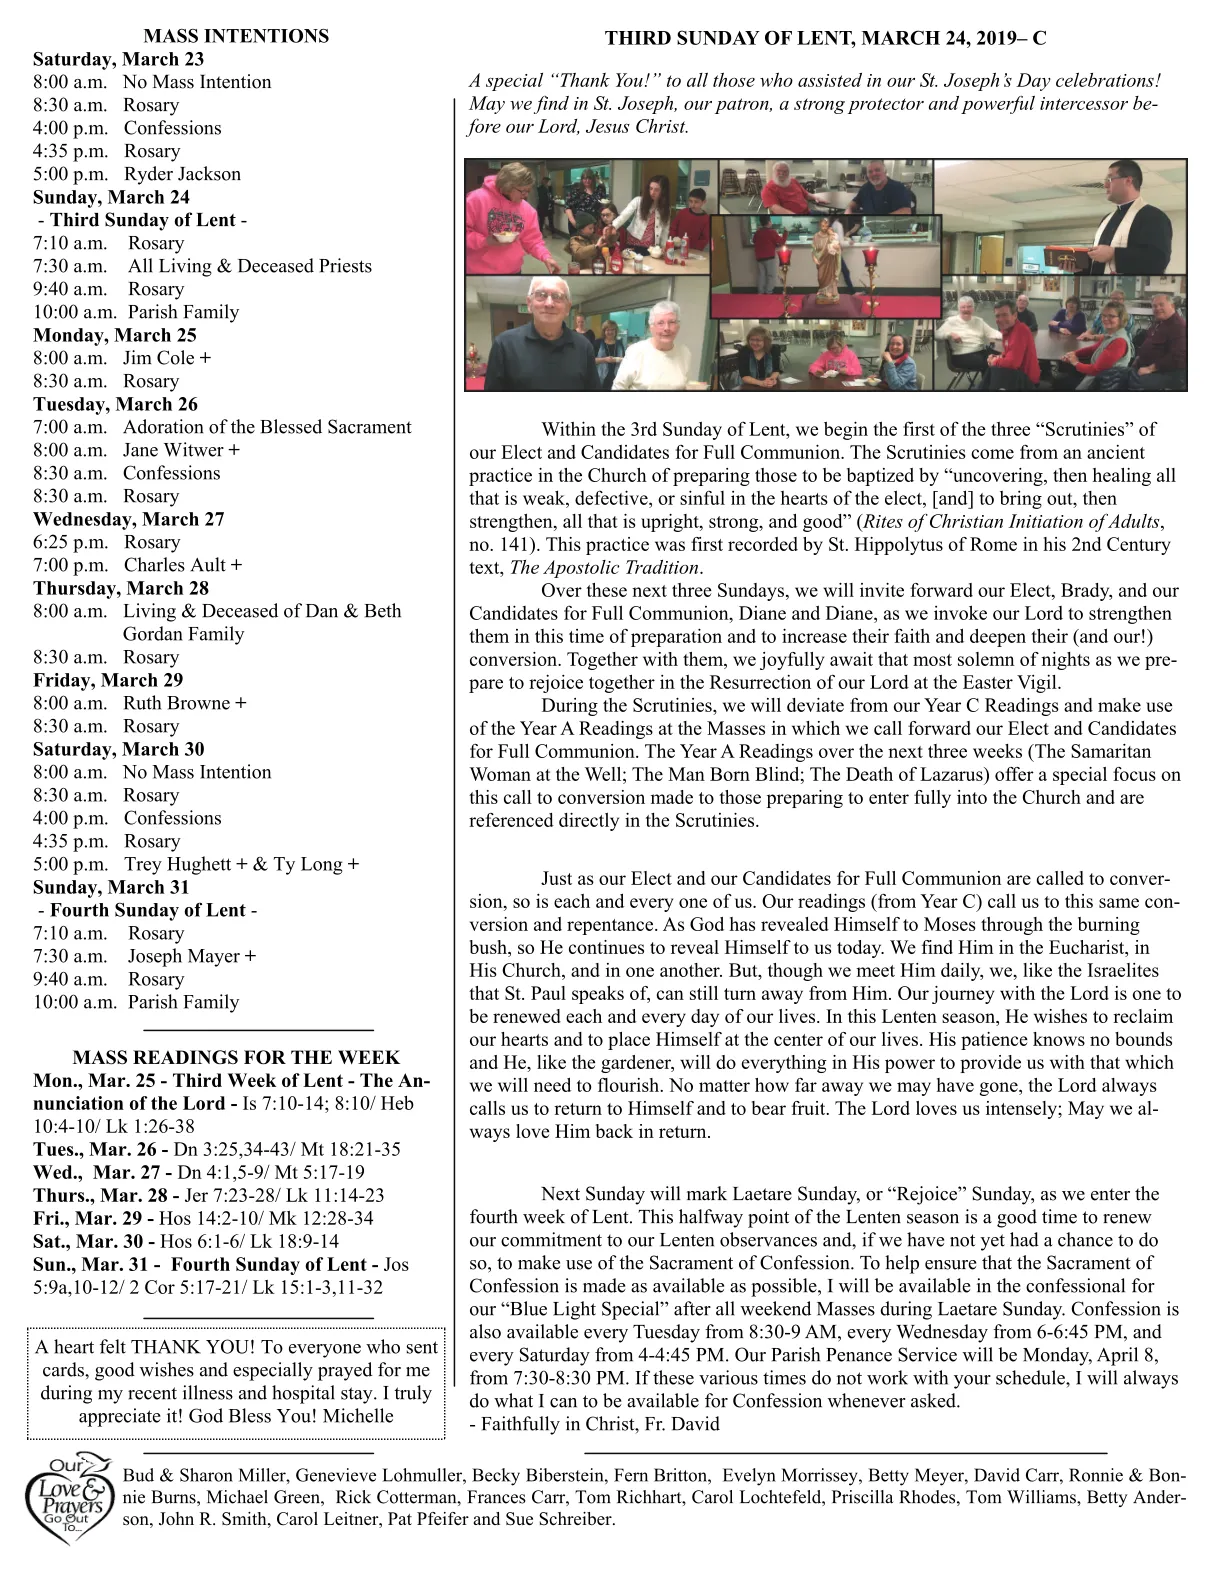 MASS INTENTIONS
Saturday, March 23
8:00 a.m. No Mass Intention
8:30 a.m. Rosary
4:00 p.m. Confessions
4:35 p.m. Rosary
5:00 p.m. Ryder Jackson
Sunday, March 24
- Third Sunday of Lent -
7:10 a.m. Rosary
7:30 a.m. All Living & Deceased Priests
9:40 a.m. Rosary
10:00 a.m. Parish Family
Monday, March 25
8:00 a.m. Jim Cole +
8:30 a.m. Rosary
Tuesday, March 26
7:00 a.m. Adoration of the Blessed Sacrament
8:00 a.m. Jane Witwer +
8:30 a.m. Confessions
8:30 a.m. Rosary
Wednesday, March 27
6:25 p.m. Rosary
7:00 p.m. Charles Ault +
Thursday, March 28
8:00 a.m. Living & Deceased of Dan & Beth
Gordan Family
8:30 a.m. Rosary
Friday, March 29
8:00 a.m. Ruth Browne +
8:30 a.m. Rosary
Saturday, March 30
8:00 a.m. No Mass Intention
8:30 a.m. Rosary
4:00 p.m. Confessions
4:35 p.m. Rosary
5:00 p.m. Trey Hughett + & Ty Long +
Sunday, March 31
- Fourth Sunday of Lent -
7:10 a.m. Rosary
7:30 a.m. Joseph Mayer +
9:40 a.m. Rosary
10:00 a.m. Parish Family
MASS READINGS FOR THE WEEK
Mon., Mar. 25 - Third Week of Lent - The An-
nunciation of the Lord - Is 7:10-14; 8:10/ Heb
10:4-10/ Lk 1:26-38
Tues., Mar. 26 - Dn 3:25,34-43/ Mt 18:21-35
Wed., Mar. 27 - Dn 4:1,5-9/ Mt 5:17-19
Thurs., Mar. 28 - Jer 7:23-28/ Lk 11:14-23
Fri., Mar. 29 - Hos 14:2-10/ Mk 12:28-34
Sat., Mar. 30 - Hos 6:1-6/ Lk 18:9-14
Sun., Mar. 31 - Fourth Sunday of Lent - Jos
5:9a,10-12/ 2 Cor 5:17-21/ Lk 15:1-3,11-32
A heart felt THANK YOU! To everyone who sent
cards, good wishes and especially prayed for me
during my recent illness and hospital stay. I truly
appreciate it! God Bless You! Michelle
THIRD SUNDAY OF LENT, MARCH 24, 2019– C
A special “Thank You!” to all those who assisted in our St. Joseph’s Day celebrations!
May we find in St. Joseph, our patron, a strong protector and powerful intercessor be-
fore our Lord, Jesus Christ.
Within the 3rd Sunday of Lent, we begin the first of the three “Scrutinies” of
our Elect and Candidates for Full Communion. The Scrutinies come from an ancient
practice in the Church of preparing those to be baptized by “uncovering, then healing all
that is weak, defective, or sinful in the hearts of the elect, [and] to bring out, then
strengthen, all that is upright, strong, and good” (Rites of Christian Initiation of Adults,
no. 141). This practice was first recorded by St. Hippolytus of Rome in his 2nd Century
text, The Apostolic Tradition.
Over these next three Sundays, we will invite forward our Elect, Brady, and our
Candidates for Full Communion, Diane and Diane, as we invoke our Lord to strengthen
them in this time of preparation and to increase their faith and deepen their (and our!)
conversion. Together with them, we joyfully await that most solemn of nights as we pre-
pare to rejoice together in the Resurrection of our Lord at the Easter Vigil.
During the Scrutinies, we will deviate from our Year C Readings and make use
of the Year A Readings at the Masses in which we call forward our Elect and Candidates
for Full Communion. The Year A Readings over the next three weeks (The Samaritan
Woman at the Well; The Man Born Blind; The Death of Lazarus) offer a special focus on
this call to conversion made to those preparing to enter fully into the Church and are
referenced directly in the Scrutinies.
Just as our Elect and our Candidates for Full Communion are called to conver-
sion, so is each and every one of us. Our readings (from Year C) call us to this same con-
version and repentance. As God has revealed Himself to Moses through the burning
bush, so He continues to reveal Himself to us today. We find Him in the Eucharist, in
His Church, and in one another. But, though we meet Him daily, we, like the Israelites
that St. Paul speaks of, can still turn away from Him. Our journey with the Lord is one to
be renewed each and every day of our lives. In this Lenten season, He wishes to reclaim
our hearts and to place Himself at the center of our lives. His patience knows no bounds
and He, like the gardener, will do everything in His power to provide us with that which
we will need to flourish. No matter how far away we may have gone, the Lord always
calls us to return to Himself and to bear fruit. The Lord loves us intensely; May we al-
ways love Him back in return.
Next Sunday will mark Laetare Sunday, or “Rejoice” Sunday, as we enter the
fourth week of Lent. This halfway point of the Lenten season is a good time to renew
our commitment to our Lenten observances and, if we have not yet had a chance to do
so, to make use of the Sacrament of Confession. To help ensure that the Sacrament of
Confession is made as available as possible, I will be available in the confessional for
our “Blue Light Special” after all weekend Masses during Laetare Sunday. Confession is
also available every Tuesday from 8:30-9 AM, every Wednesday from 6-6:45 PM, and
every Saturday from 4-4:45 PM. Our Parish Penance Service will be Monday, April 8,
from 7:30-8:30 PM. If these various times do not work with your schedule, I will always
do what I can to be available for Confession whenever asked.
- Faithfully in Christ, Fr. David
Our
Love &
Prayers
Go Out
To...
Bud & Sharon Miller, Genevieve Lohmuller, Becky Biberstein, Fern Britton, Evelyn Morrissey, Betty Meyer, David Carr, Ronnie & Bon-
nie Burns, Michael Green, Rick Cotterman, Frances Carr, Tom Richhart, Carol Lochtefeld, Priscilla Rhodes, Tom Williams, Betty Ander-
son, John R. Smith, Carol Leitner, Pat Pfeifer and Sue Schreiber.